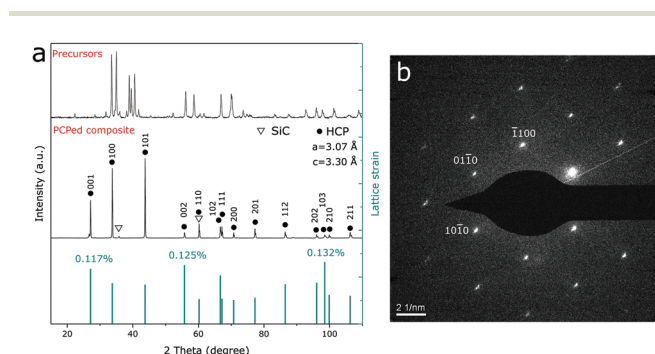 a
Precursors
PCPed composite
▽ SiC
● HCP
a=3.07 Å
c=3.30 Å
001
100
101
002
110
102
111
200
201
112
202
103
210
211
0.117%
0.125%
0.132%
Intensity (a.u.)
Lattice strain
20
40
60
80
100
2 Theta (degree)
b
1̄100
011̄0
101̄0
2 1/nm